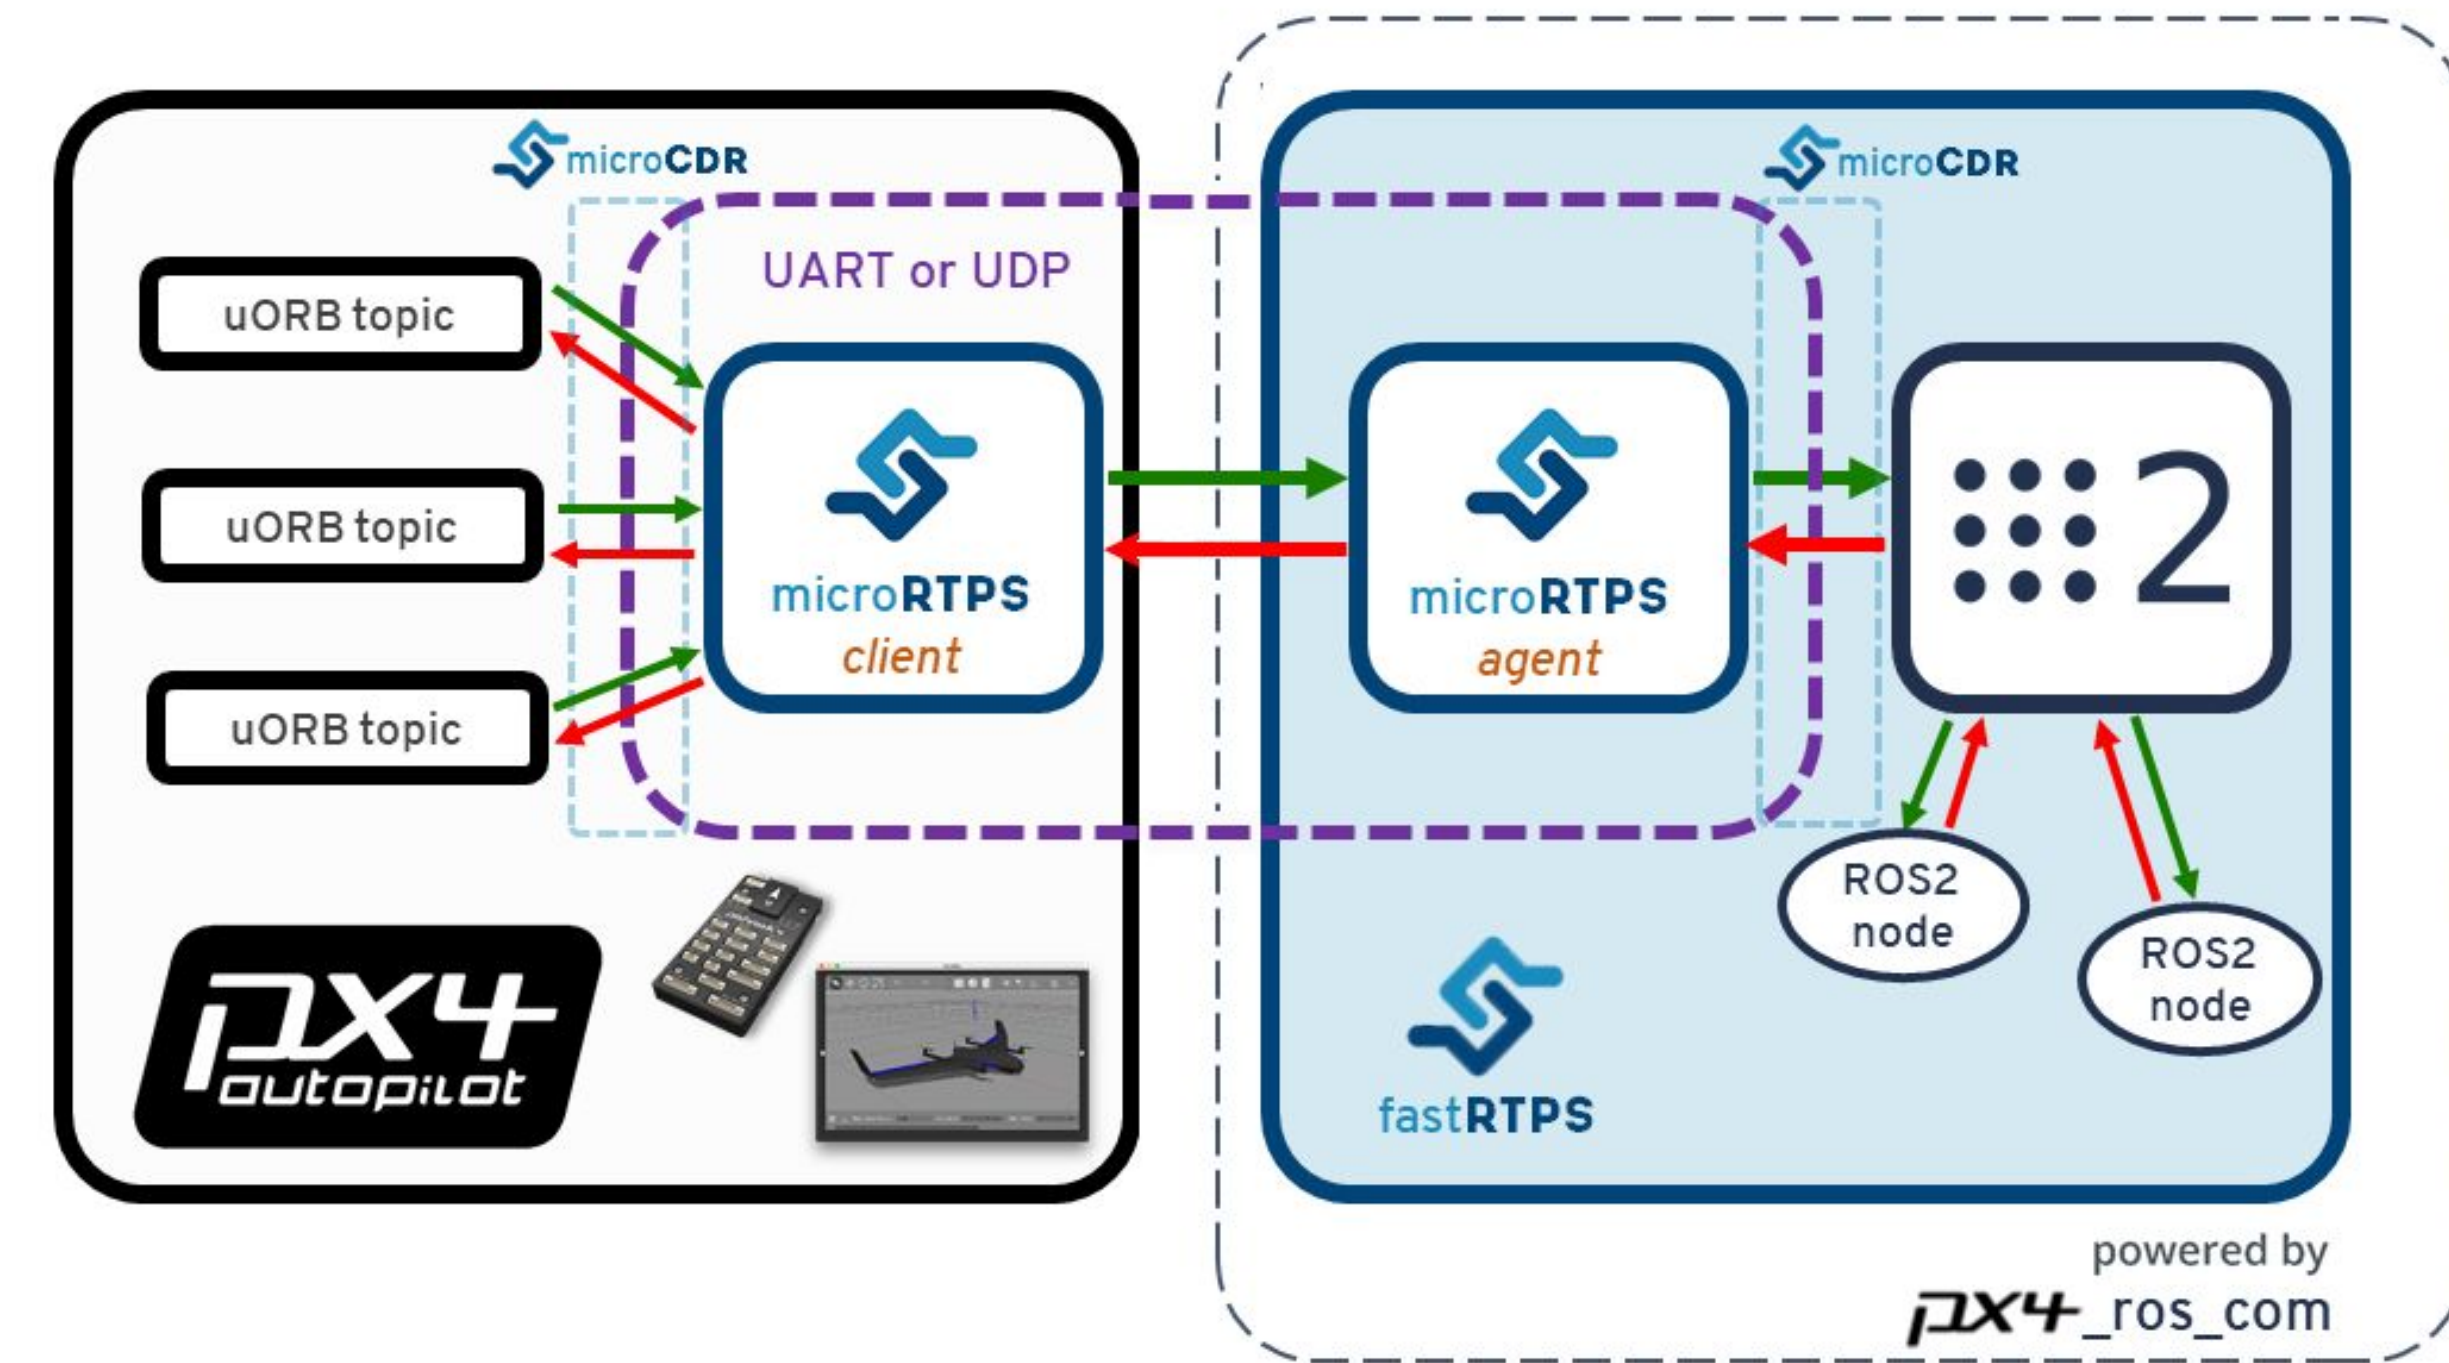 microCDR
microCDR
UART or UDP
uORB topic
uORB topic
uORB topic
microRTPS
client
microRTPS
agent
2
ROS2
node
ROS2
node
px4
autopilot
fastRTPS
powered by
px4_ros_com